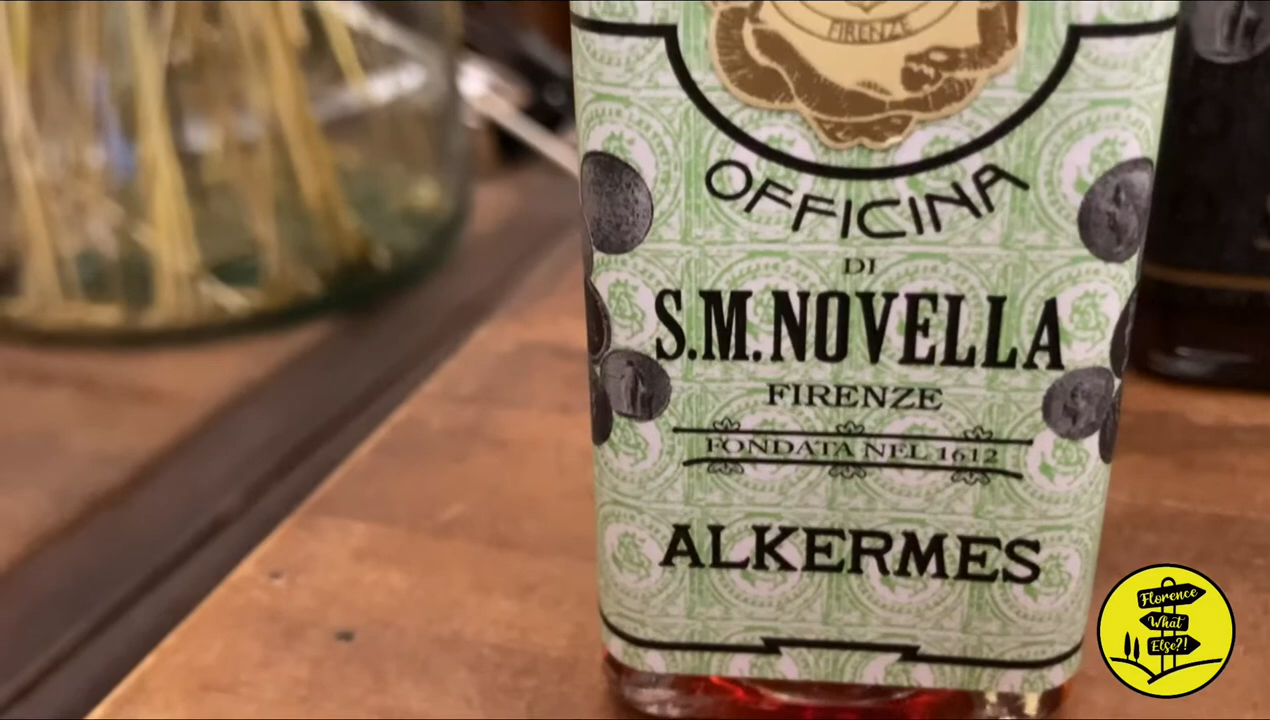 FIRENZE
OFFICINA
DI
S.M.NOVELLA
FIRENZE
FONDATA NEL 1612
ALKERMES
Florence
What
Else?!